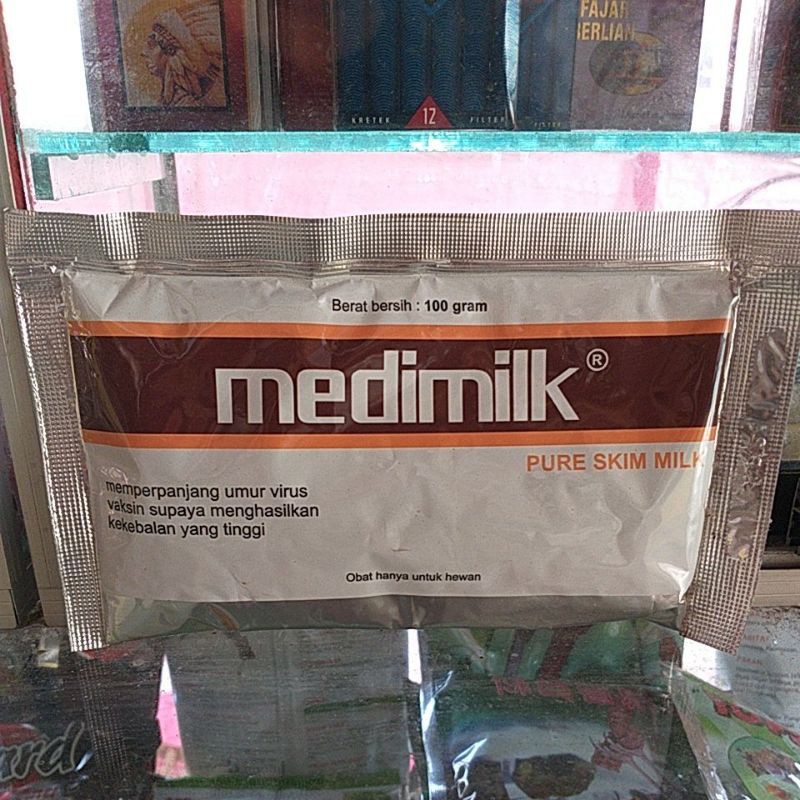 FAJAR
BERLIAN
KRETEK 12 FILTER
FILTER
Berat bersih : 100 gram
medimilk®
PURE SKIM MILK
memperpanjang umur virus
vaksin supaya menghasilkan
kekebalan yang tinggi
Obat hanya untuk hewan